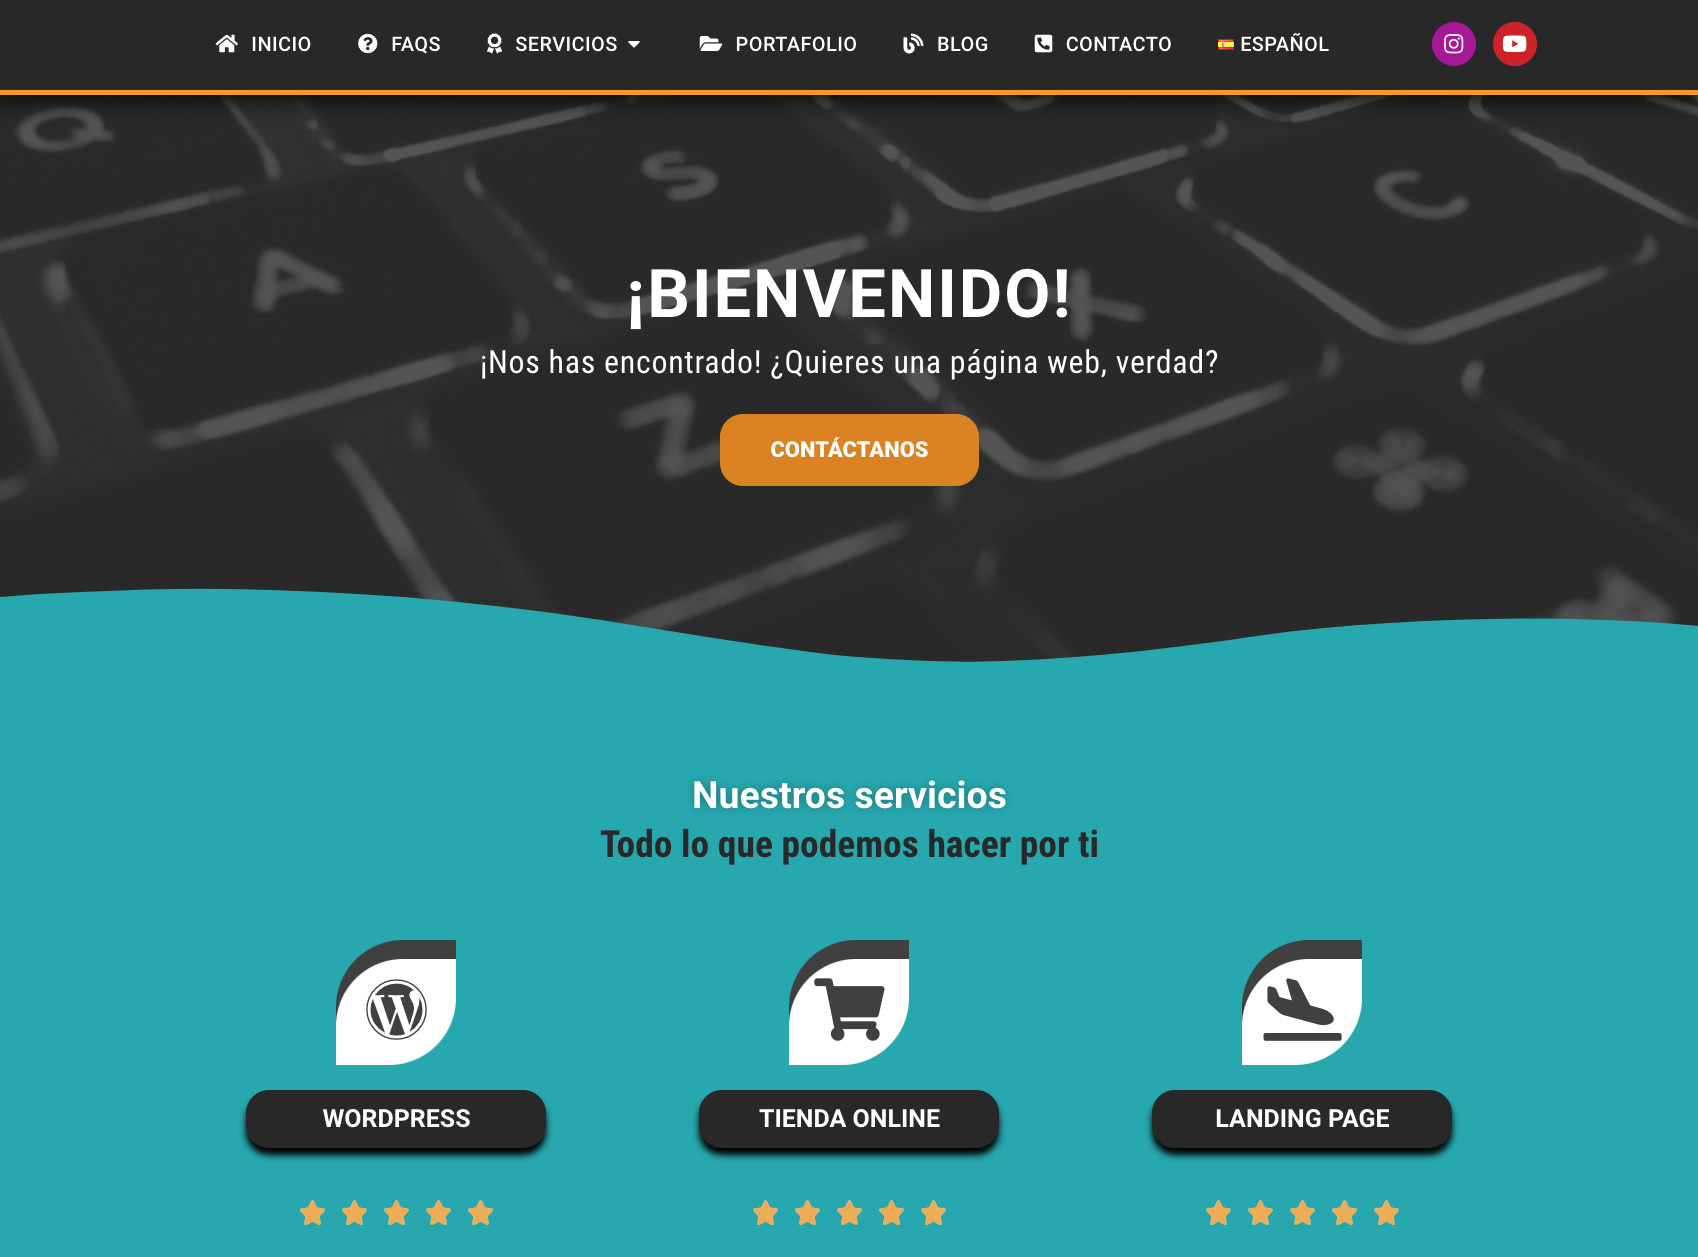 INICIO FAQS SERVICIOS PORTAFOLIO BLOG CONTACTO ESPAÑOL
Q
S
C
A
X
Z
¡BIENVENIDO!
¡Nos has encontrado! ¿Quieres una página web, verdad?
CONTÁCTANOS
Nuestros servicios
Todo lo que podemos hacer por ti
WORDPRESS TIENDA ONLINE LANDING PAGE